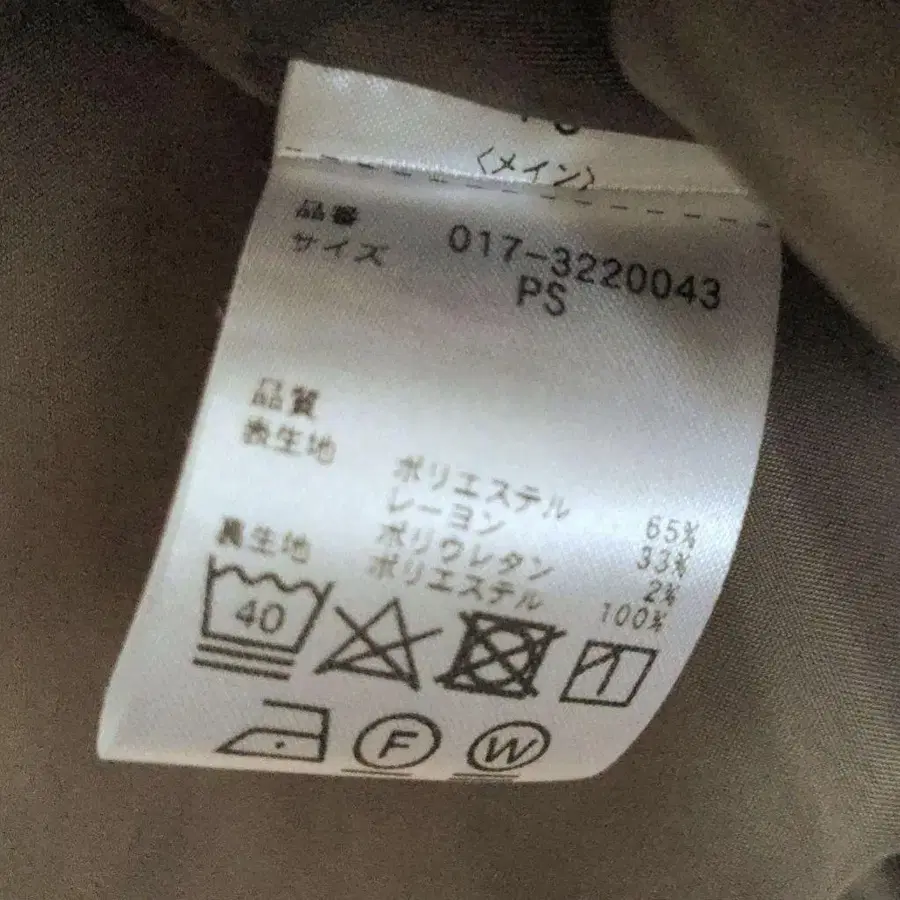 〈メイン〉
品番 017-3220043
サイズ PS
品質
表生地
ポリエステル 65%
レーヨン 33%
ポリウレタン 2%
裏生地 ポリエステル 100%
40
F W